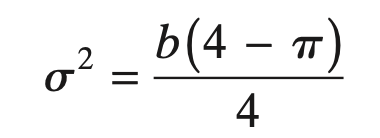 σ² = b(4 − π) / 4